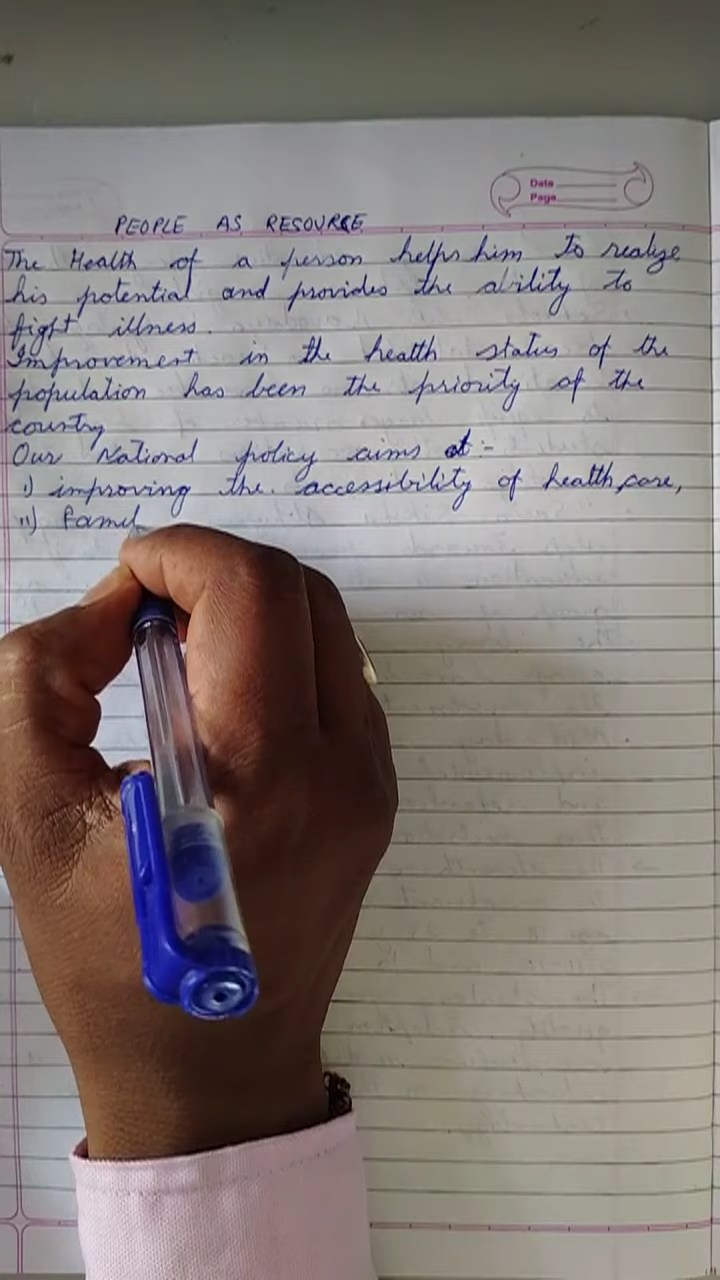 Date
Page
PEOPLE AS RESOURCE
The Health of a person helps him to realize
his potential and provides the ability to
fight illness.
Improvement in the health status of the
population has been the priority of the
country
Our National policy aims at :-
i) improving the accessibility of health care,
ii) famil